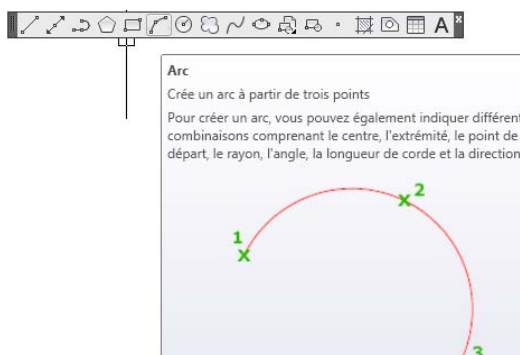 A
Arc
Crée un arc à partir de trois points
Pour créer un arc, vous pouvez également indiquer différent
combinaisons comprenant le centre, l'extrémité, le point de
départ, le rayon, l'angle, la longueur de corde et la direction
2
1
3